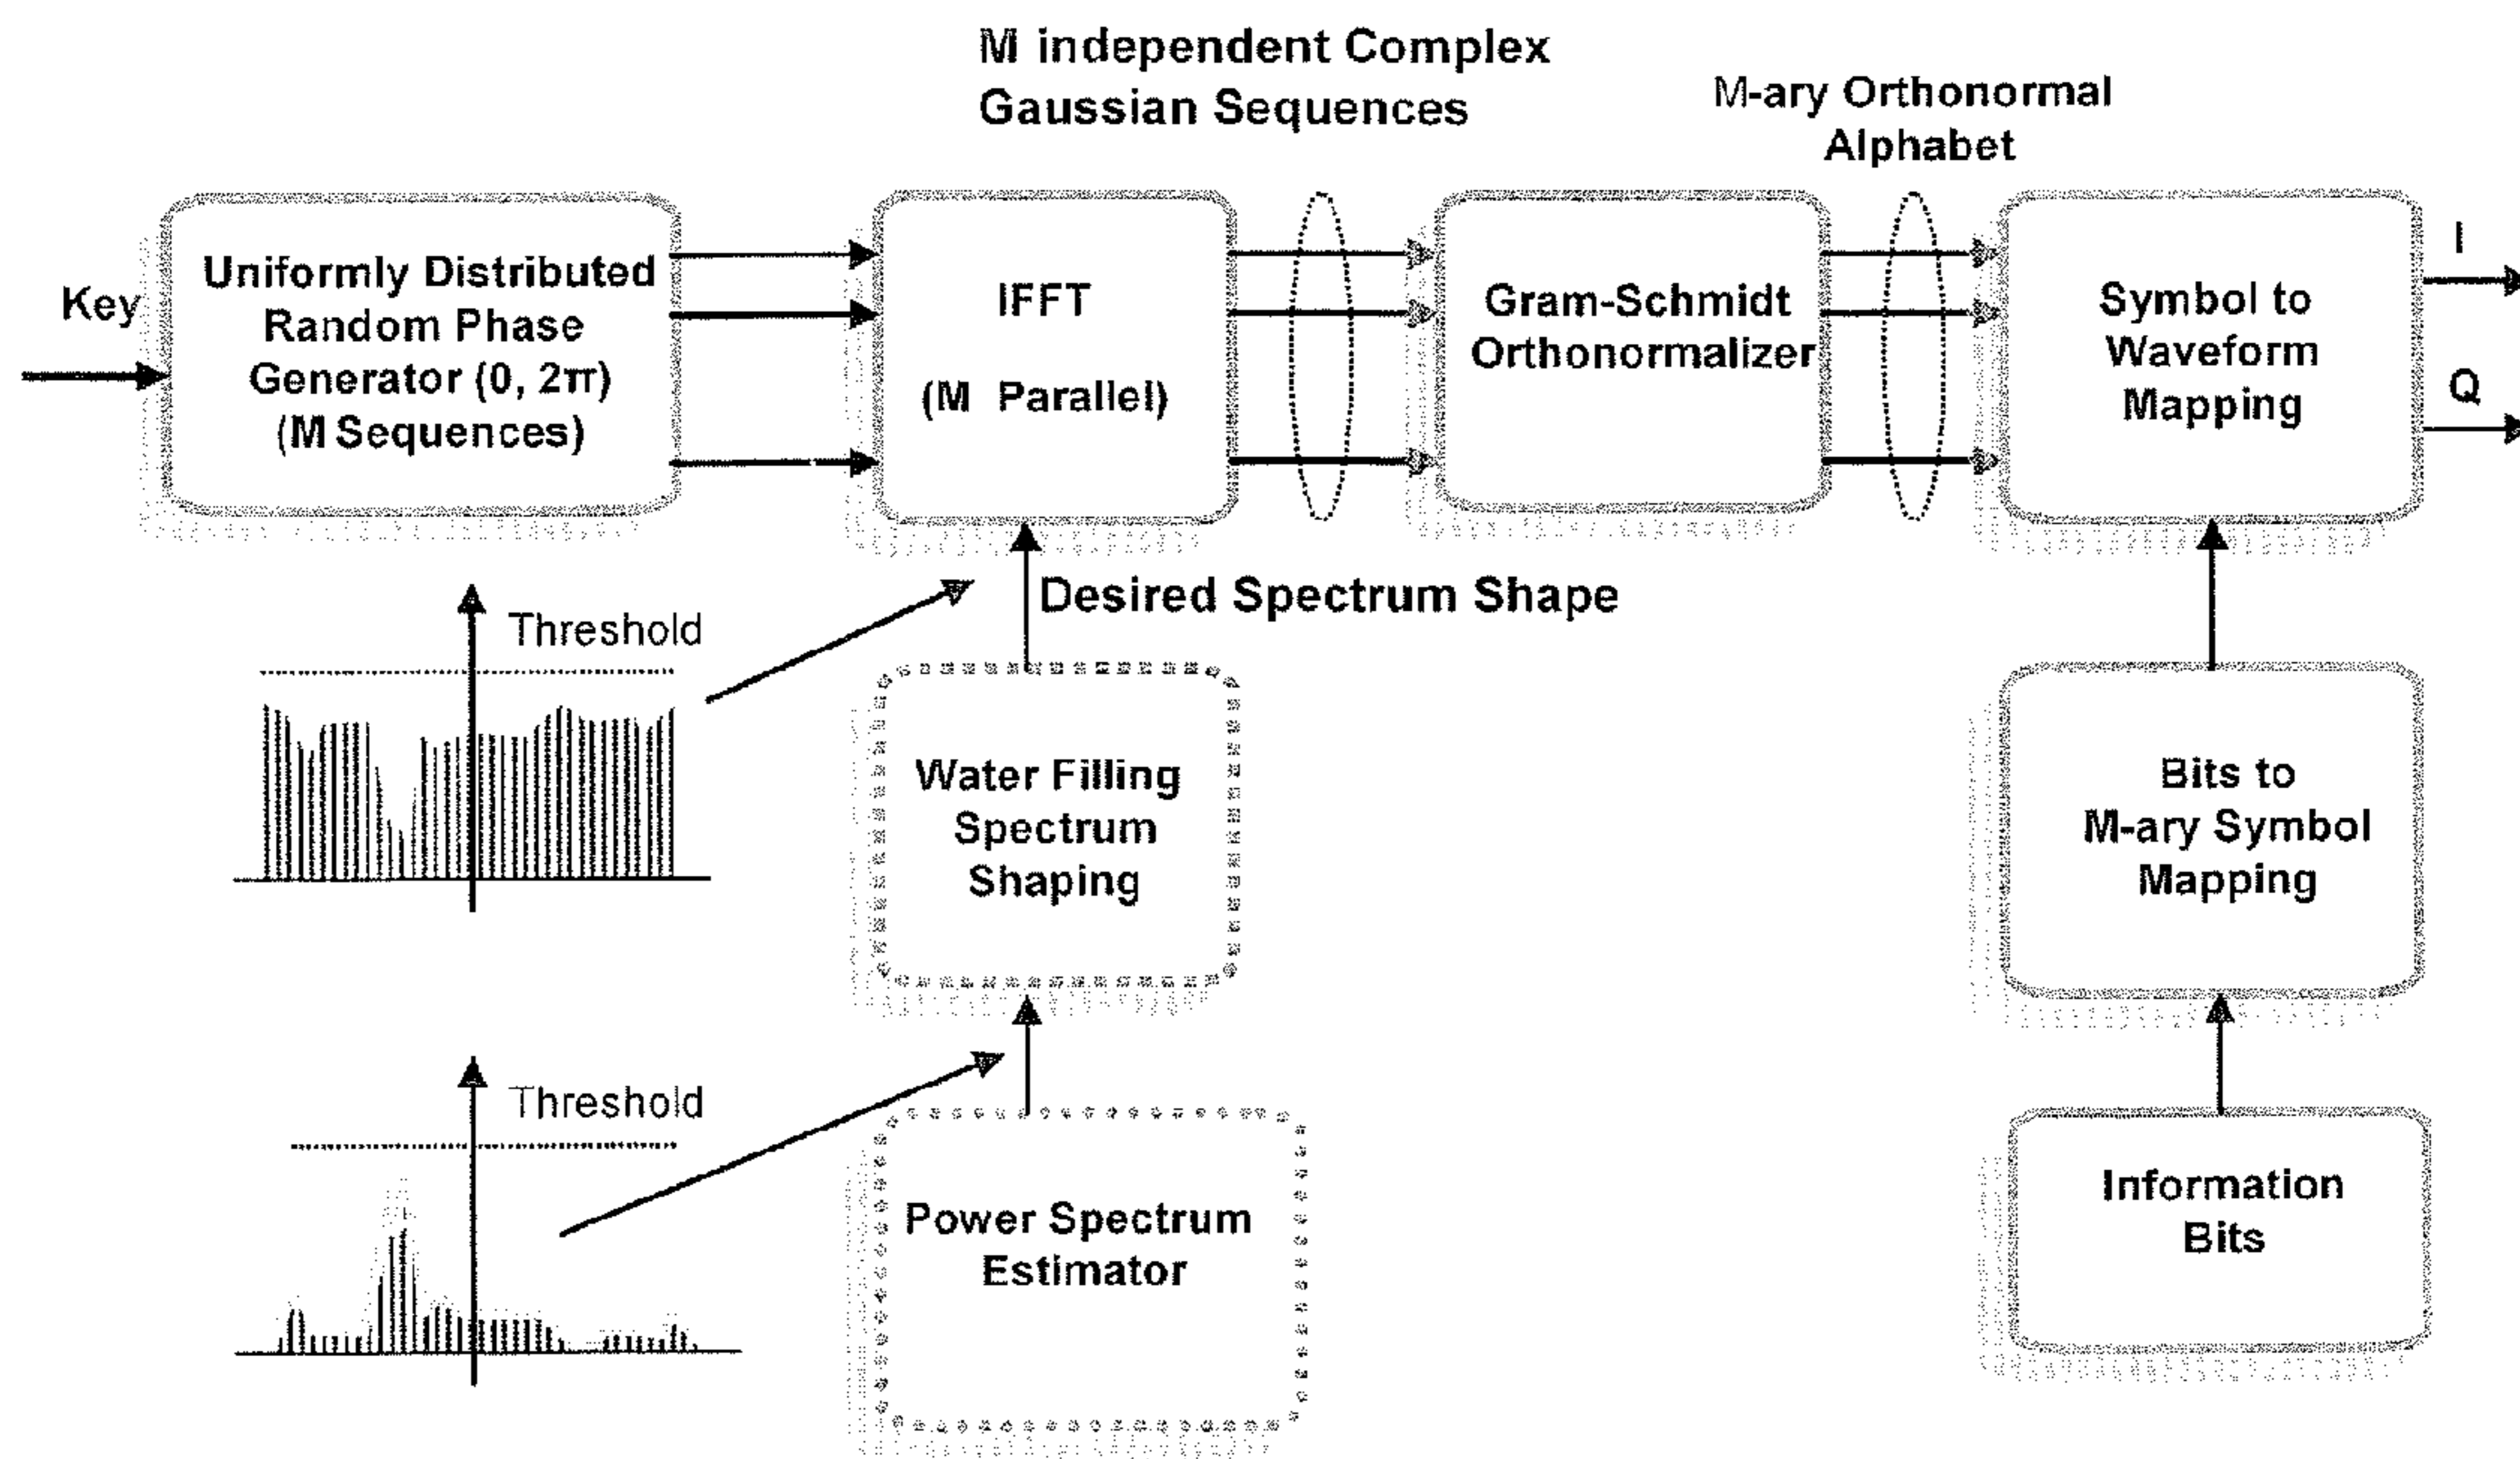 M independent Complex
Gaussian Sequences
M-ary Orthonormal
Alphabet
Key
Uniformly Distributed
Random Phase
Generator (0, 2π)
(M Sequences)
IFFT
(M Parallel)
Gram-Schmidt
Orthonormalizer
Symbol to
Waveform
Mapping
I
Q
Threshold
Desired Spectrum Shape
Water Filling
Spectrum
Shaping
Bits to
M-ary Symbol
Mapping
Threshold
Power Spectrum
Estimator
Information
Bits